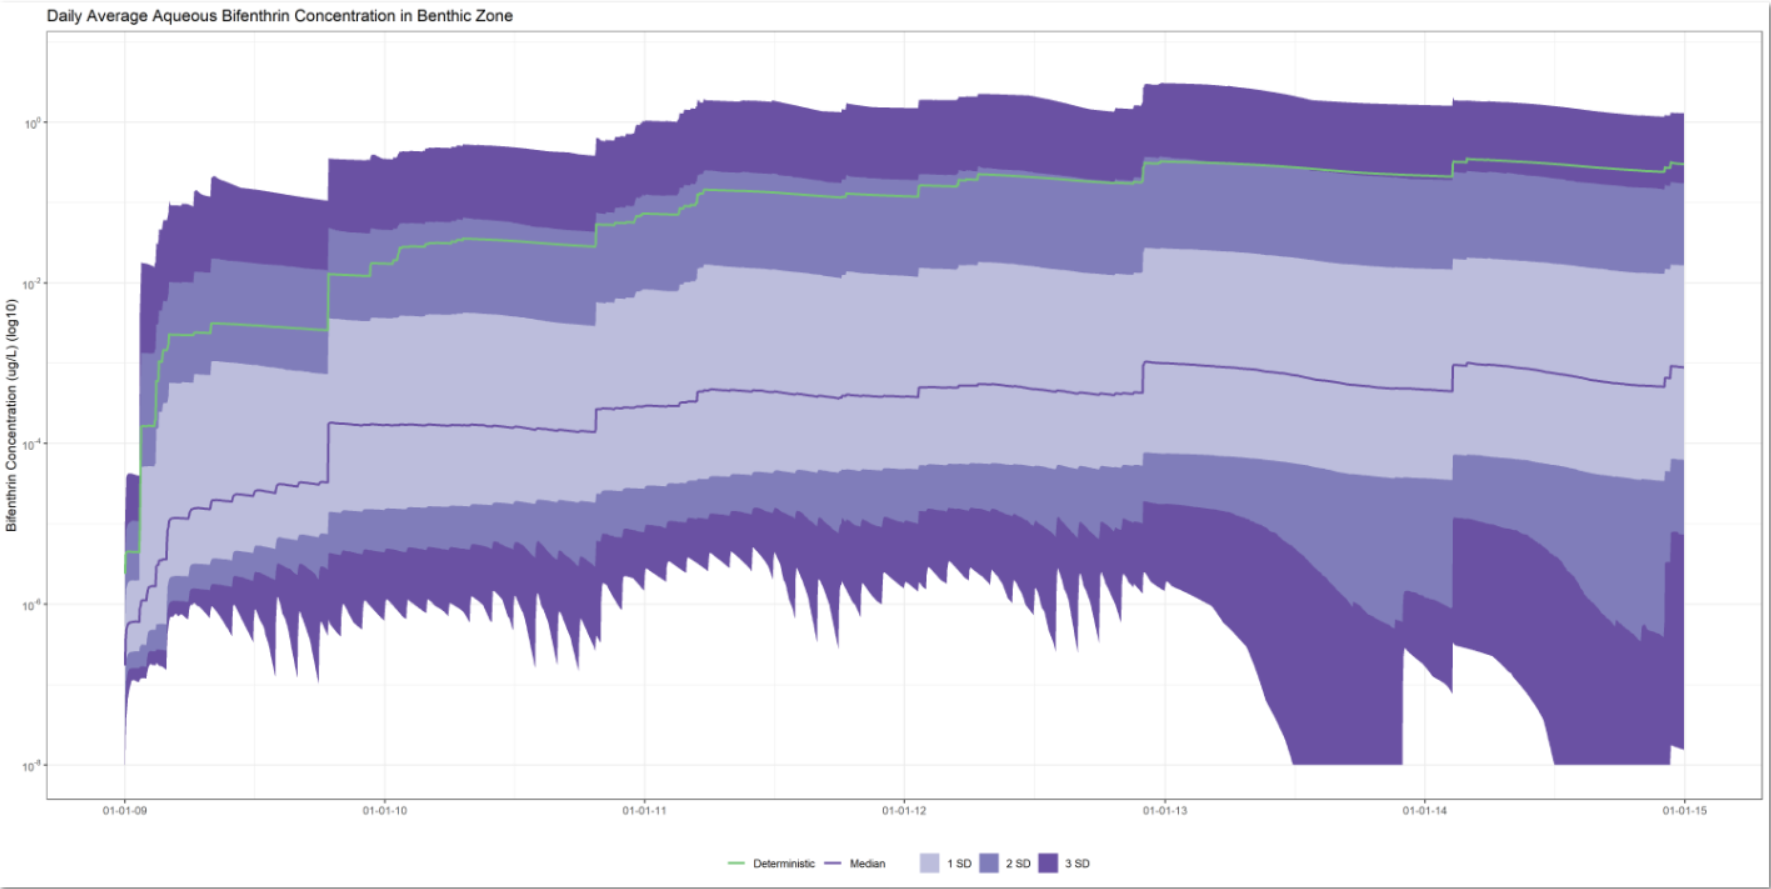 Daily Average Aqueous Bifenthrin Concentration in Benthic Zone
Bifenthrin Concentration (ug/L) (log10)
10⁰
10⁻²
10⁻⁴
10⁻⁶
10⁻⁸
01-01-09 01-01-10 01-01-11 01-01-12 01-01-13 01-01-14 01-01-15
Deterministic Median 1 SD 2 SD 3 SD